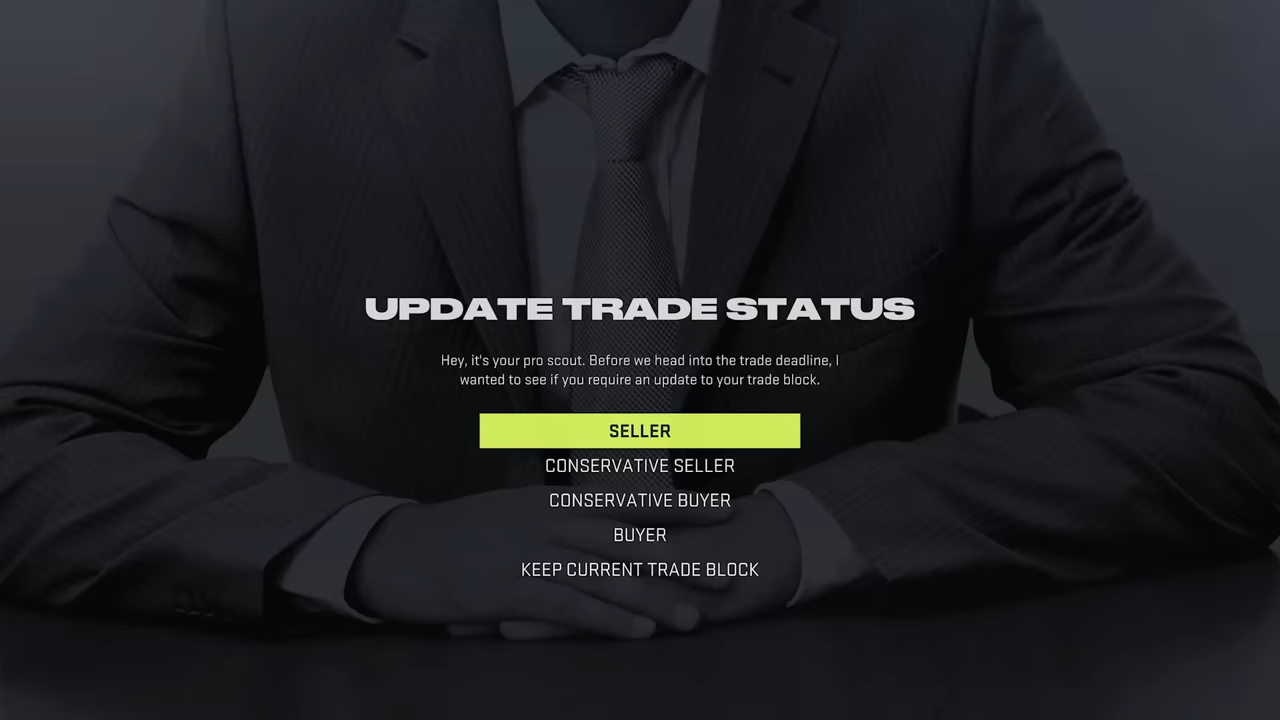 UPDATE TRADE STATUS
Hey, it's your pro scout. Before we head into the trade deadline, I
wanted to see if you require an update to your trade block.
SELLER
CONSERVATIVE SELLER
CONSERVATIVE BUYER
BUYER
KEEP CURRENT TRADE BLOCK